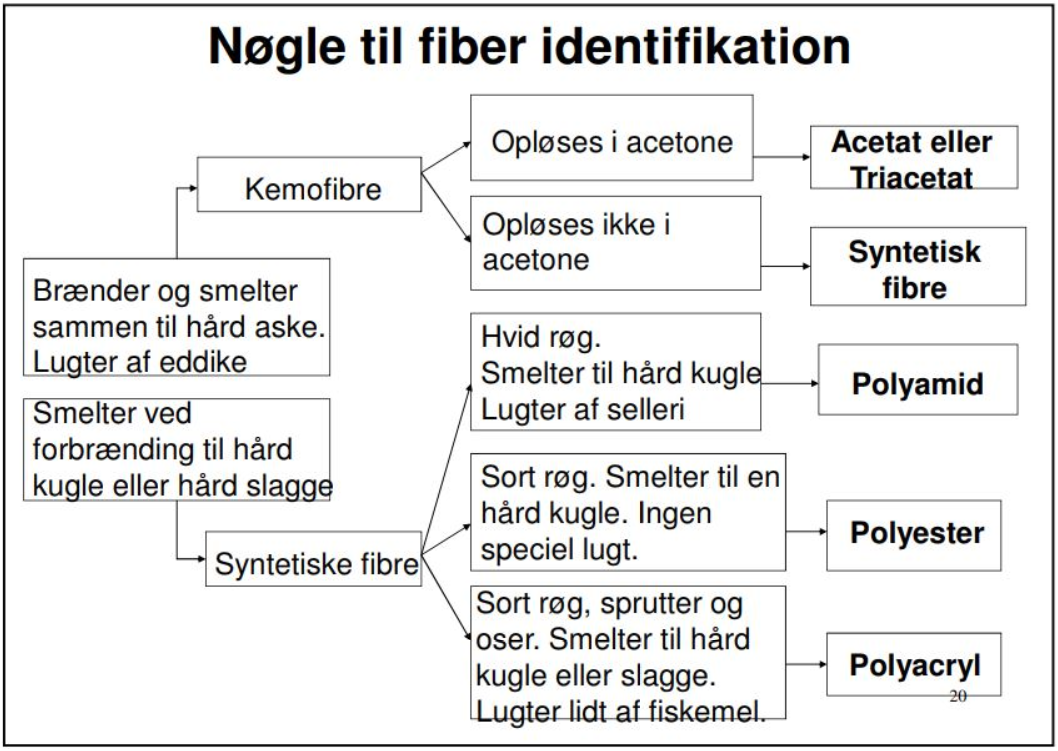 Nøgle til fiber identifikation
Brænder og smelter
sammen til hård aske.
Lugter af eddike
Kemofibre
Opløses i acetone
Acetat eller
Triacetat
Opløses ikke i
acetone
Syntetisk
fibre
Smelter ved
forbrænding til hård
kugle eller hård slagge
Syntetiske fibre
Hvid røg.
Smelter til hård kugle
Lugter af selleri
Polyamid
Sort røg. Smelter til en
hård kugle. Ingen
speciel lugt.
Polyester
Sort røg, sprutter og
oser. Smelter til hård
kugle eller slagge.
Lugter lidt af fiskemel.
Polyacryl
20